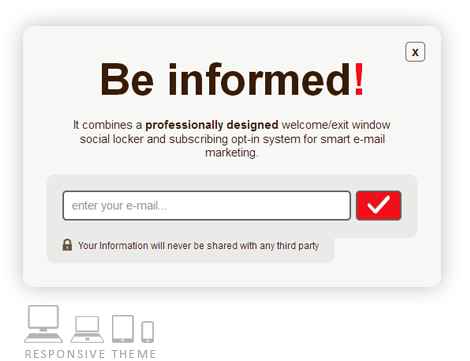 x
Be informed!
It combines a professionally designed welcome/exit window
social locker and subscribing opt-in system for smart e-mail
marketing.
enter your e-mail...
Your Information will never be shared with any third party
RESPONSIVE THEME